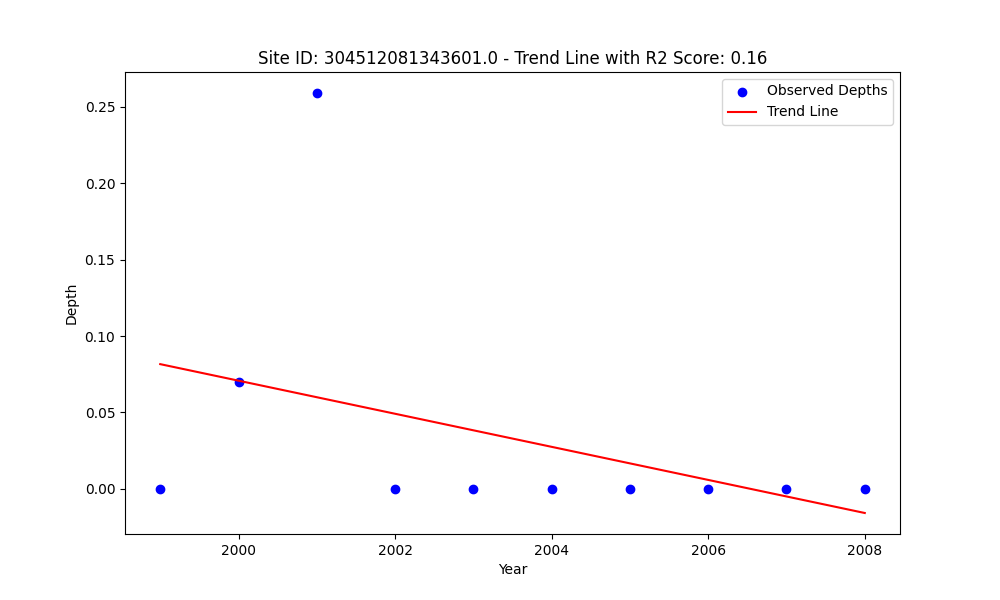 Site ID: 304512081343601.0 - Trend Line with R2 Score: 0.16
Observed Depths
Trend Line
Depth
0.25
0.20
0.15
0.10
0.05
0.00
2000
2002
2004
2006
2008
Year